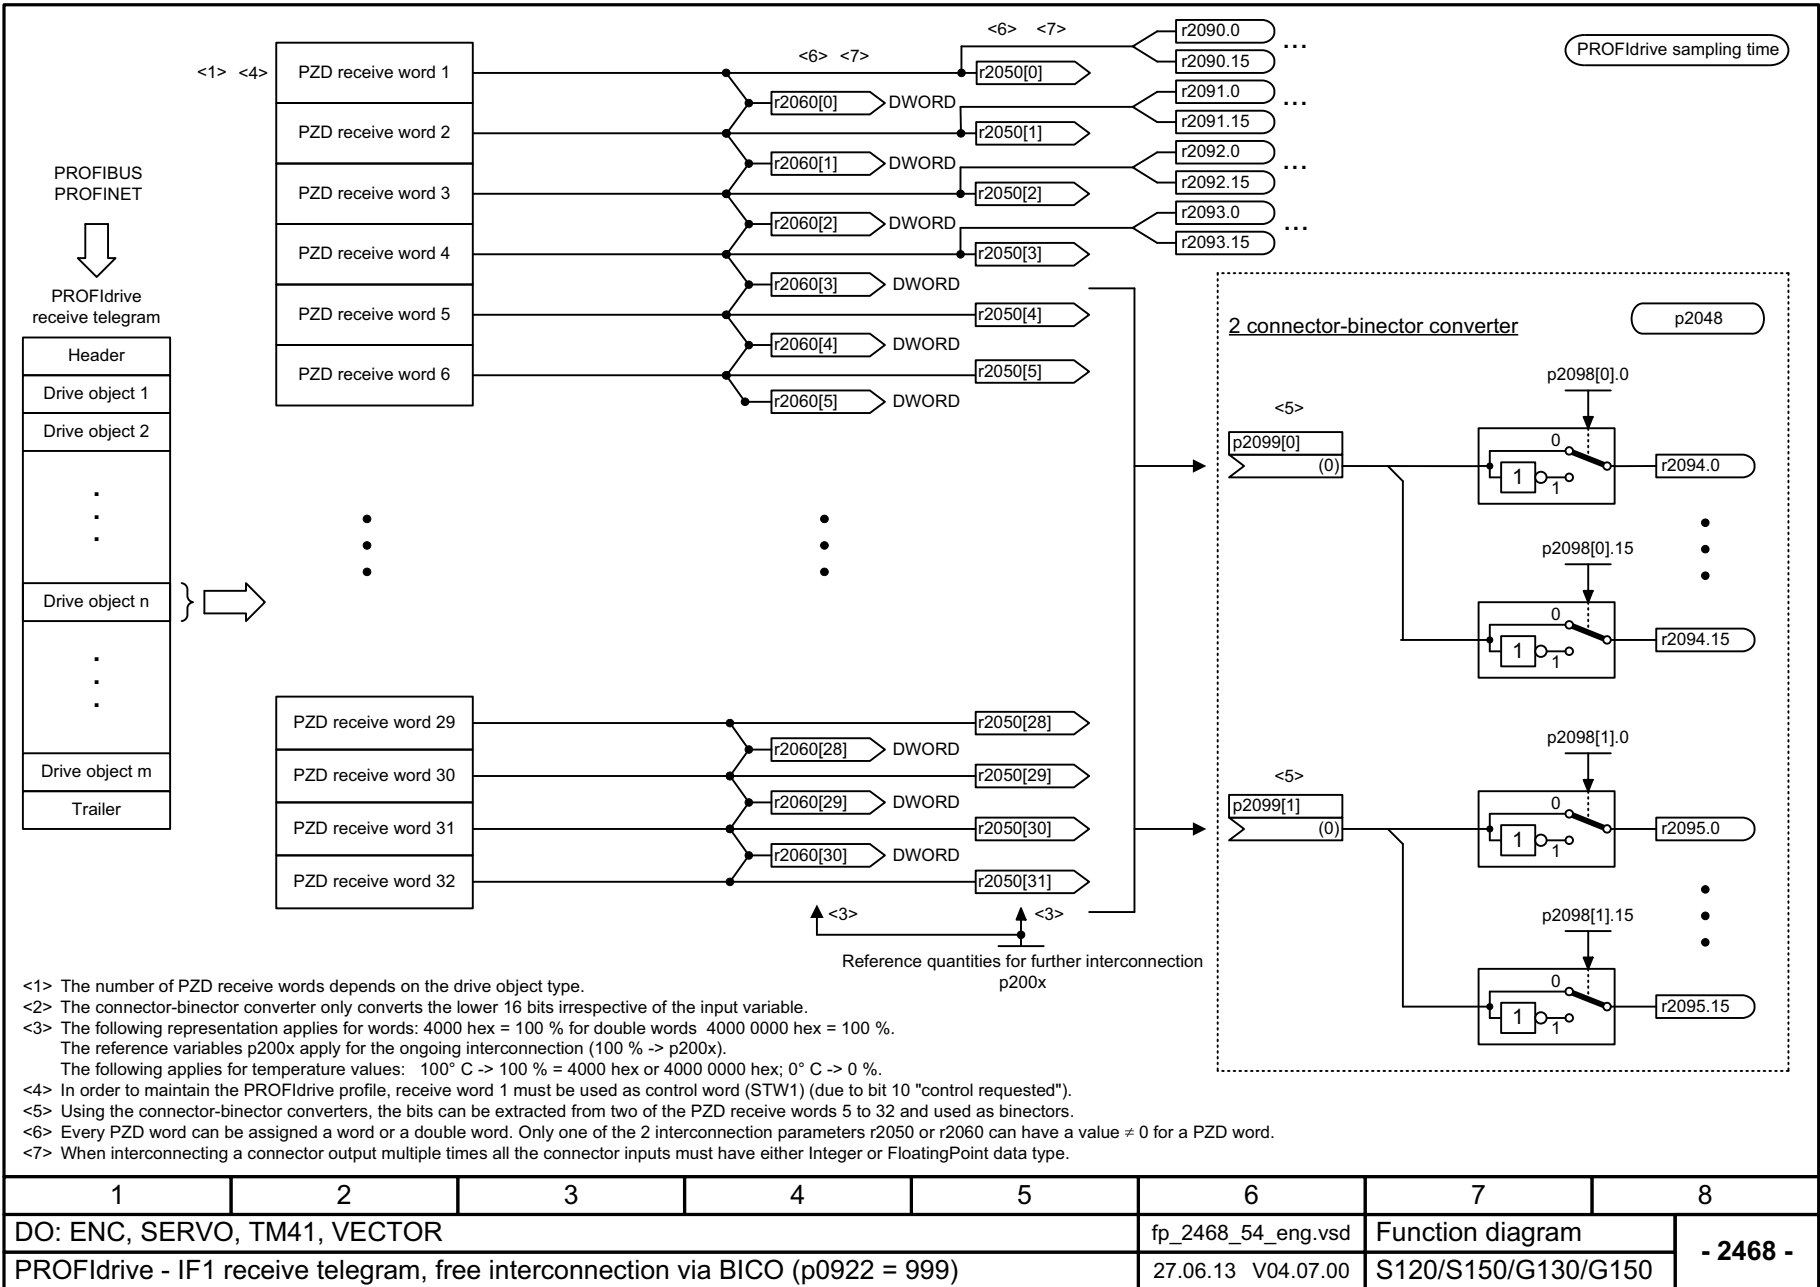 <6> <7>
r2090.0
...
r2090.15
PROFIdrive sampling time
<1> <4>
PZD receive word 1
<6> <7>
r2050[0]
r2060[0]
DWORD
r2091.0
...
r2091.15
PZD receive word 2
r2050[1]
r2060[1]
DWORD
r2092.0
...
r2092.15
PROFIBUS
PROFINET
PZD receive word 3
r2050[2]
r2060[2]
DWORD
r2093.0
...
r2093.15
PZD receive word 4
r2050[3]
r2060[3]
DWORD
PROFIdrive
receive telegram
PZD receive word 5
r2050[4]
r2060[4]
DWORD
PZD receive word 6
r2050[5]
r2060[5]
DWORD
Header
Drive object 1
Drive object 2
Drive object n
}
Drive object m
Trailer
2 connector-binector converter
p2048
p2098[0].0
<5>
p2099[0]
(0)
0
1
1
r2094.0
p2098[0].15
0
1
1
r2094.15
PZD receive word 29
r2050[28]
r2060[28]
DWORD
PZD receive word 30
r2050[29]
r2060[29]
DWORD
PZD receive word 31
r2050[30]
r2060[30]
DWORD
PZD receive word 32
r2050[31]
<3>
<3>
Reference quantities for further interconnection
p200x
p2098[1].0
<5>
p2099[1]
(0)
0
1
1
r2095.0
p2098[1].15
0
1
1
r2095.15
<1> The number of PZD receive words depends on the drive object type.
<2> The connector-binector converter only converts the lower 16 bits irrespective of the input variable.
<3> The following representation applies for words: 4000 hex = 100 % for double words 4000 0000 hex = 100 %.
The reference variables p200x apply for the ongoing interconnection (100 % -> p200x).
The following applies for temperature values: 100° C -> 100 % = 4000 hex or 4000 0000 hex; 0° C -> 0 %.
<4> In order to maintain the PROFIdrive profile, receive word 1 must be used as control word (STW1) (due to bit 10 "control requested").
<5> Using the connector-binector converters, the bits can be extracted from two of the PZD receive words 5 to 32 and used as binectors.
<6> Every PZD word can be assigned a word or a double word. Only one of the 2 interconnection parameters r2050 or r2060 can have a value ≠ 0 for a PZD word.
<7> When interconnecting a connector output multiple times all the connector inputs must have either Integer or FloatingPoint data type.
1 2 3 4 5 6 7 8
DO: ENC, SERVO, TM41, VECTOR
fp_2468_54_eng.vsd
Function diagram
- 2468 -
PROFIdrive - IF1 receive telegram, free interconnection via BICO (p0922 = 999)
27.06.13 V04.07.00
S120/S150/G130/G150